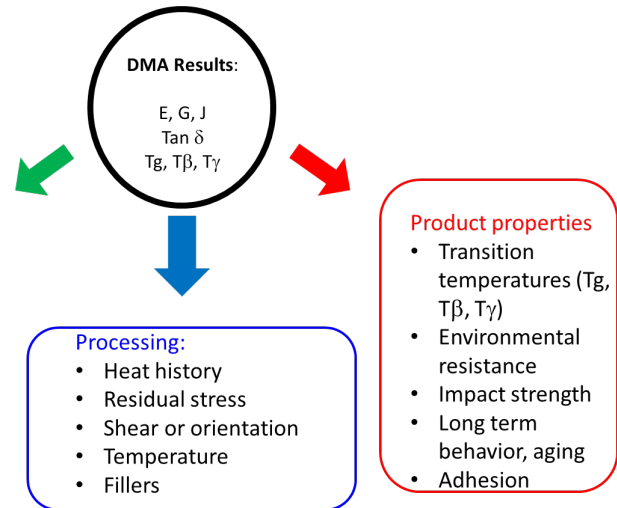 DMA Results:
E, G, J
Tan δ
Tg, Tβ, Tγ
Product properties
• Transition
temperatures (Tg,
Tβ, Tγ)
• Environmental
resistance
• Impact strength
• Long term
behavior, aging
• Adhesion
Processing:
• Heat history
• Residual stress
• Shear or orientation
• Temperature
• Fillers